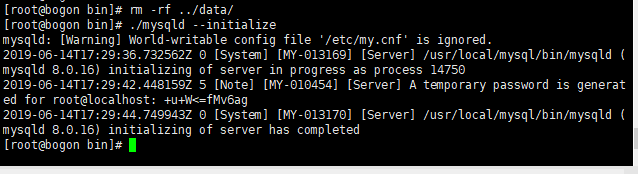 [root@bogon bin]# rm -rf ../data/
[root@bogon bin]# ./mysqld --initialize
mysqld: [Warning] World-writable config file '/etc/my.cnf' is ignored.
2019-06-14T17:29:36.732562Z 0 [System] [MY-013169] [Server] /usr/local/mysql/bin/mysqld (
mysqld 8.0.16) initializing of server in progress as process 14750
2019-06-14T17:29:42.448159Z 5 [Note] [MY-010454] [Server] A temporary password is generat
ed for root@localhost: +u+W<=fMv6ag
2019-06-14T17:29:44.749943Z 0 [System] [MY-013170] [Server] /usr/local/mysql/bin/mysqld (
mysqld 8.0.16) initializing of server has completed
[root@bogon bin]#